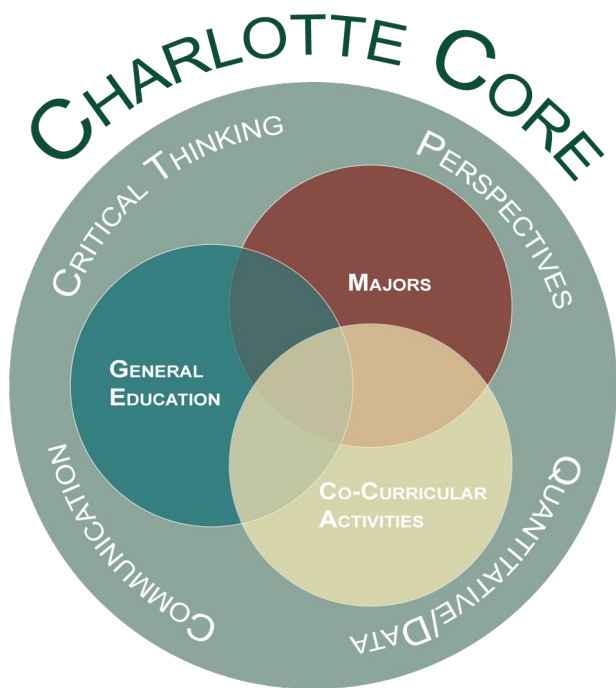 CHARLOTTE CORE
CRITICAL THINKING
PERSPECTIVES
MAJORS
GENERAL
EDUCATION
CO-CURRICULAR
ACTIVITIES
COMMUNICATION
QUANTITATIVE/DATA